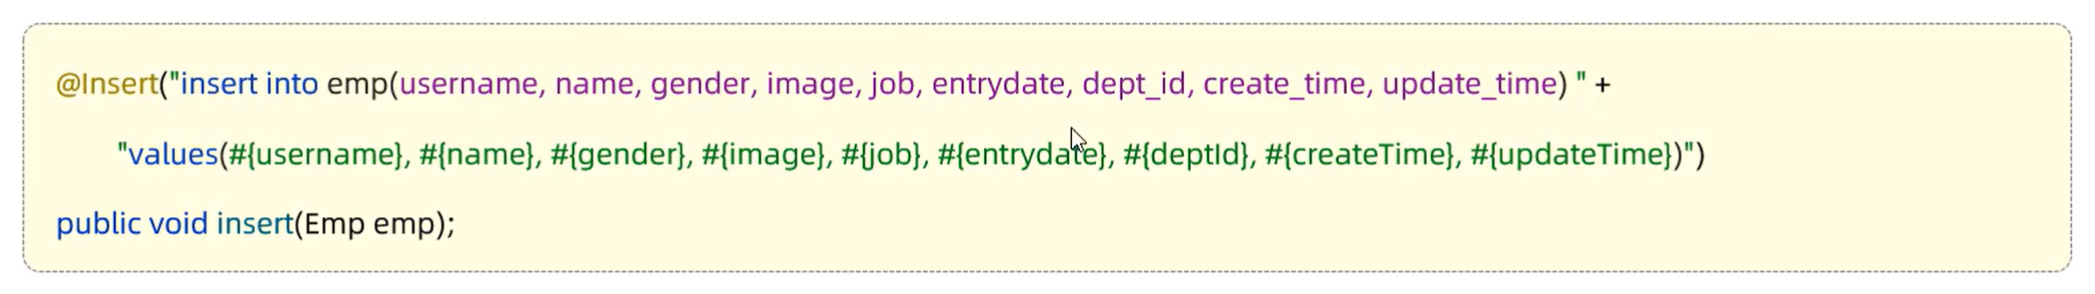 @Insert("insert into emp(username, name, gender, image, job, entrydate, dept_id, create_time, update_time) " +
"values(#{username}, #{name}, #{gender}, #{image}, #{job}, #{entrydate}, #{deptId}, #{createTime}, #{updateTime})")
public void insert(Emp emp);